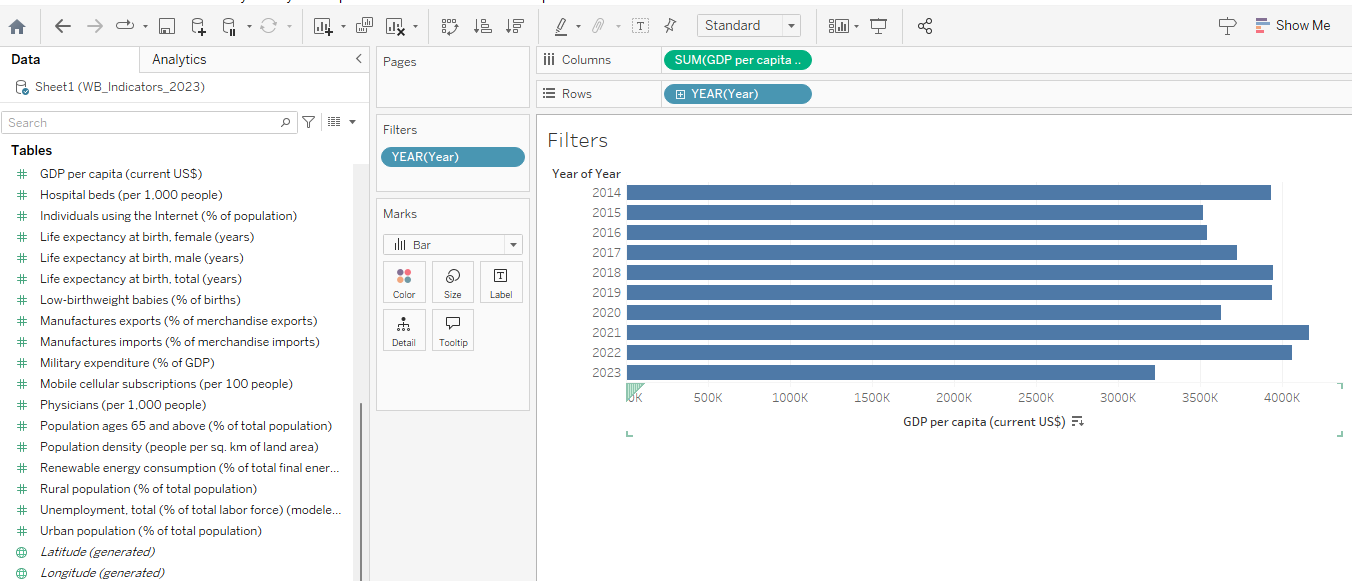 Standard
Show Me
Data
Analytics
Sheet1 (WB_Indicators_2023)
Search
Tables
GDP per capita (current US$)
Hospital beds (per 1,000 people)
Individuals using the Internet (% of population)
Life expectancy at birth, female (years)
Life expectancy at birth, male (years)
Life expectancy at birth, total (years)
Low-birthweight babies (% of births)
Manufactures exports (% of merchandise exports)
Manufactures imports (% of merchandise imports)
Military expenditure (% of GDP)
Mobile cellular subscriptions (per 100 people)
Physicians (per 1,000 people)
Population ages 65 and above (% of total population)
Population density (people per sq. km of land area)
Renewable energy consumption (% of total final ener...
Rural population (% of total population)
Unemployment, total (% of total labor force) (modele...
Urban population (% of total population)
Latitude (generated)
Longitude (generated)
Pages
Filters
YEAR(Year)
Marks
Bar
Color
Size
Label
Detail
Tooltip
Columns
SUM(GDP per capita ..
Rows
YEAR(Year)
Filters
Year of Year
2014
2015
2016
2017
2018
2019
2020
2021
2022
2023
0K
500K
1000K
1500K
2000K
2500K
3000K
3500K
4000K
GDP per capita (current US$)